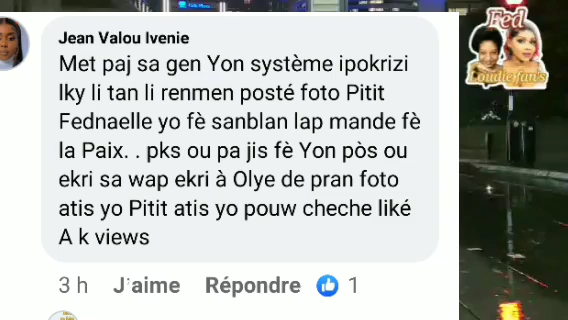 Jean Valou Ivenie
Met paj sa gen Yon système ipokrizi
lky li tan li renmen posté foto Pitit
Fednaelle yo fè sanblan lap mande fè
la Paix. . pks ou pa jis fè Yon pòs ou
ekri sa wap ekri à Olye de pran foto
atis yo Pitit atis yo pouw cheche liké
A k views
3 h J'aime Répondre 1
Fed
Loudie fan's